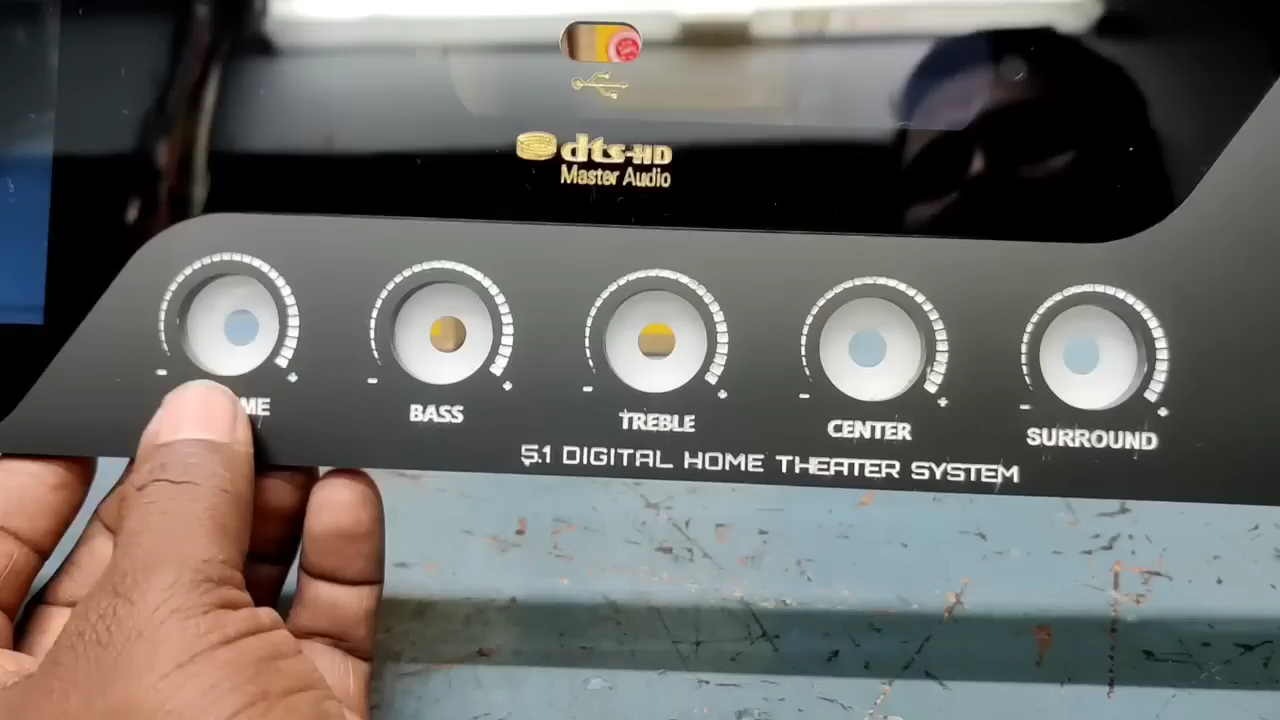 dts-HD
Master Audio
ME
BASS
TREBLE
CENTER
SURROUND
5.1 DIGITAL HOME THEATER SYSTEM